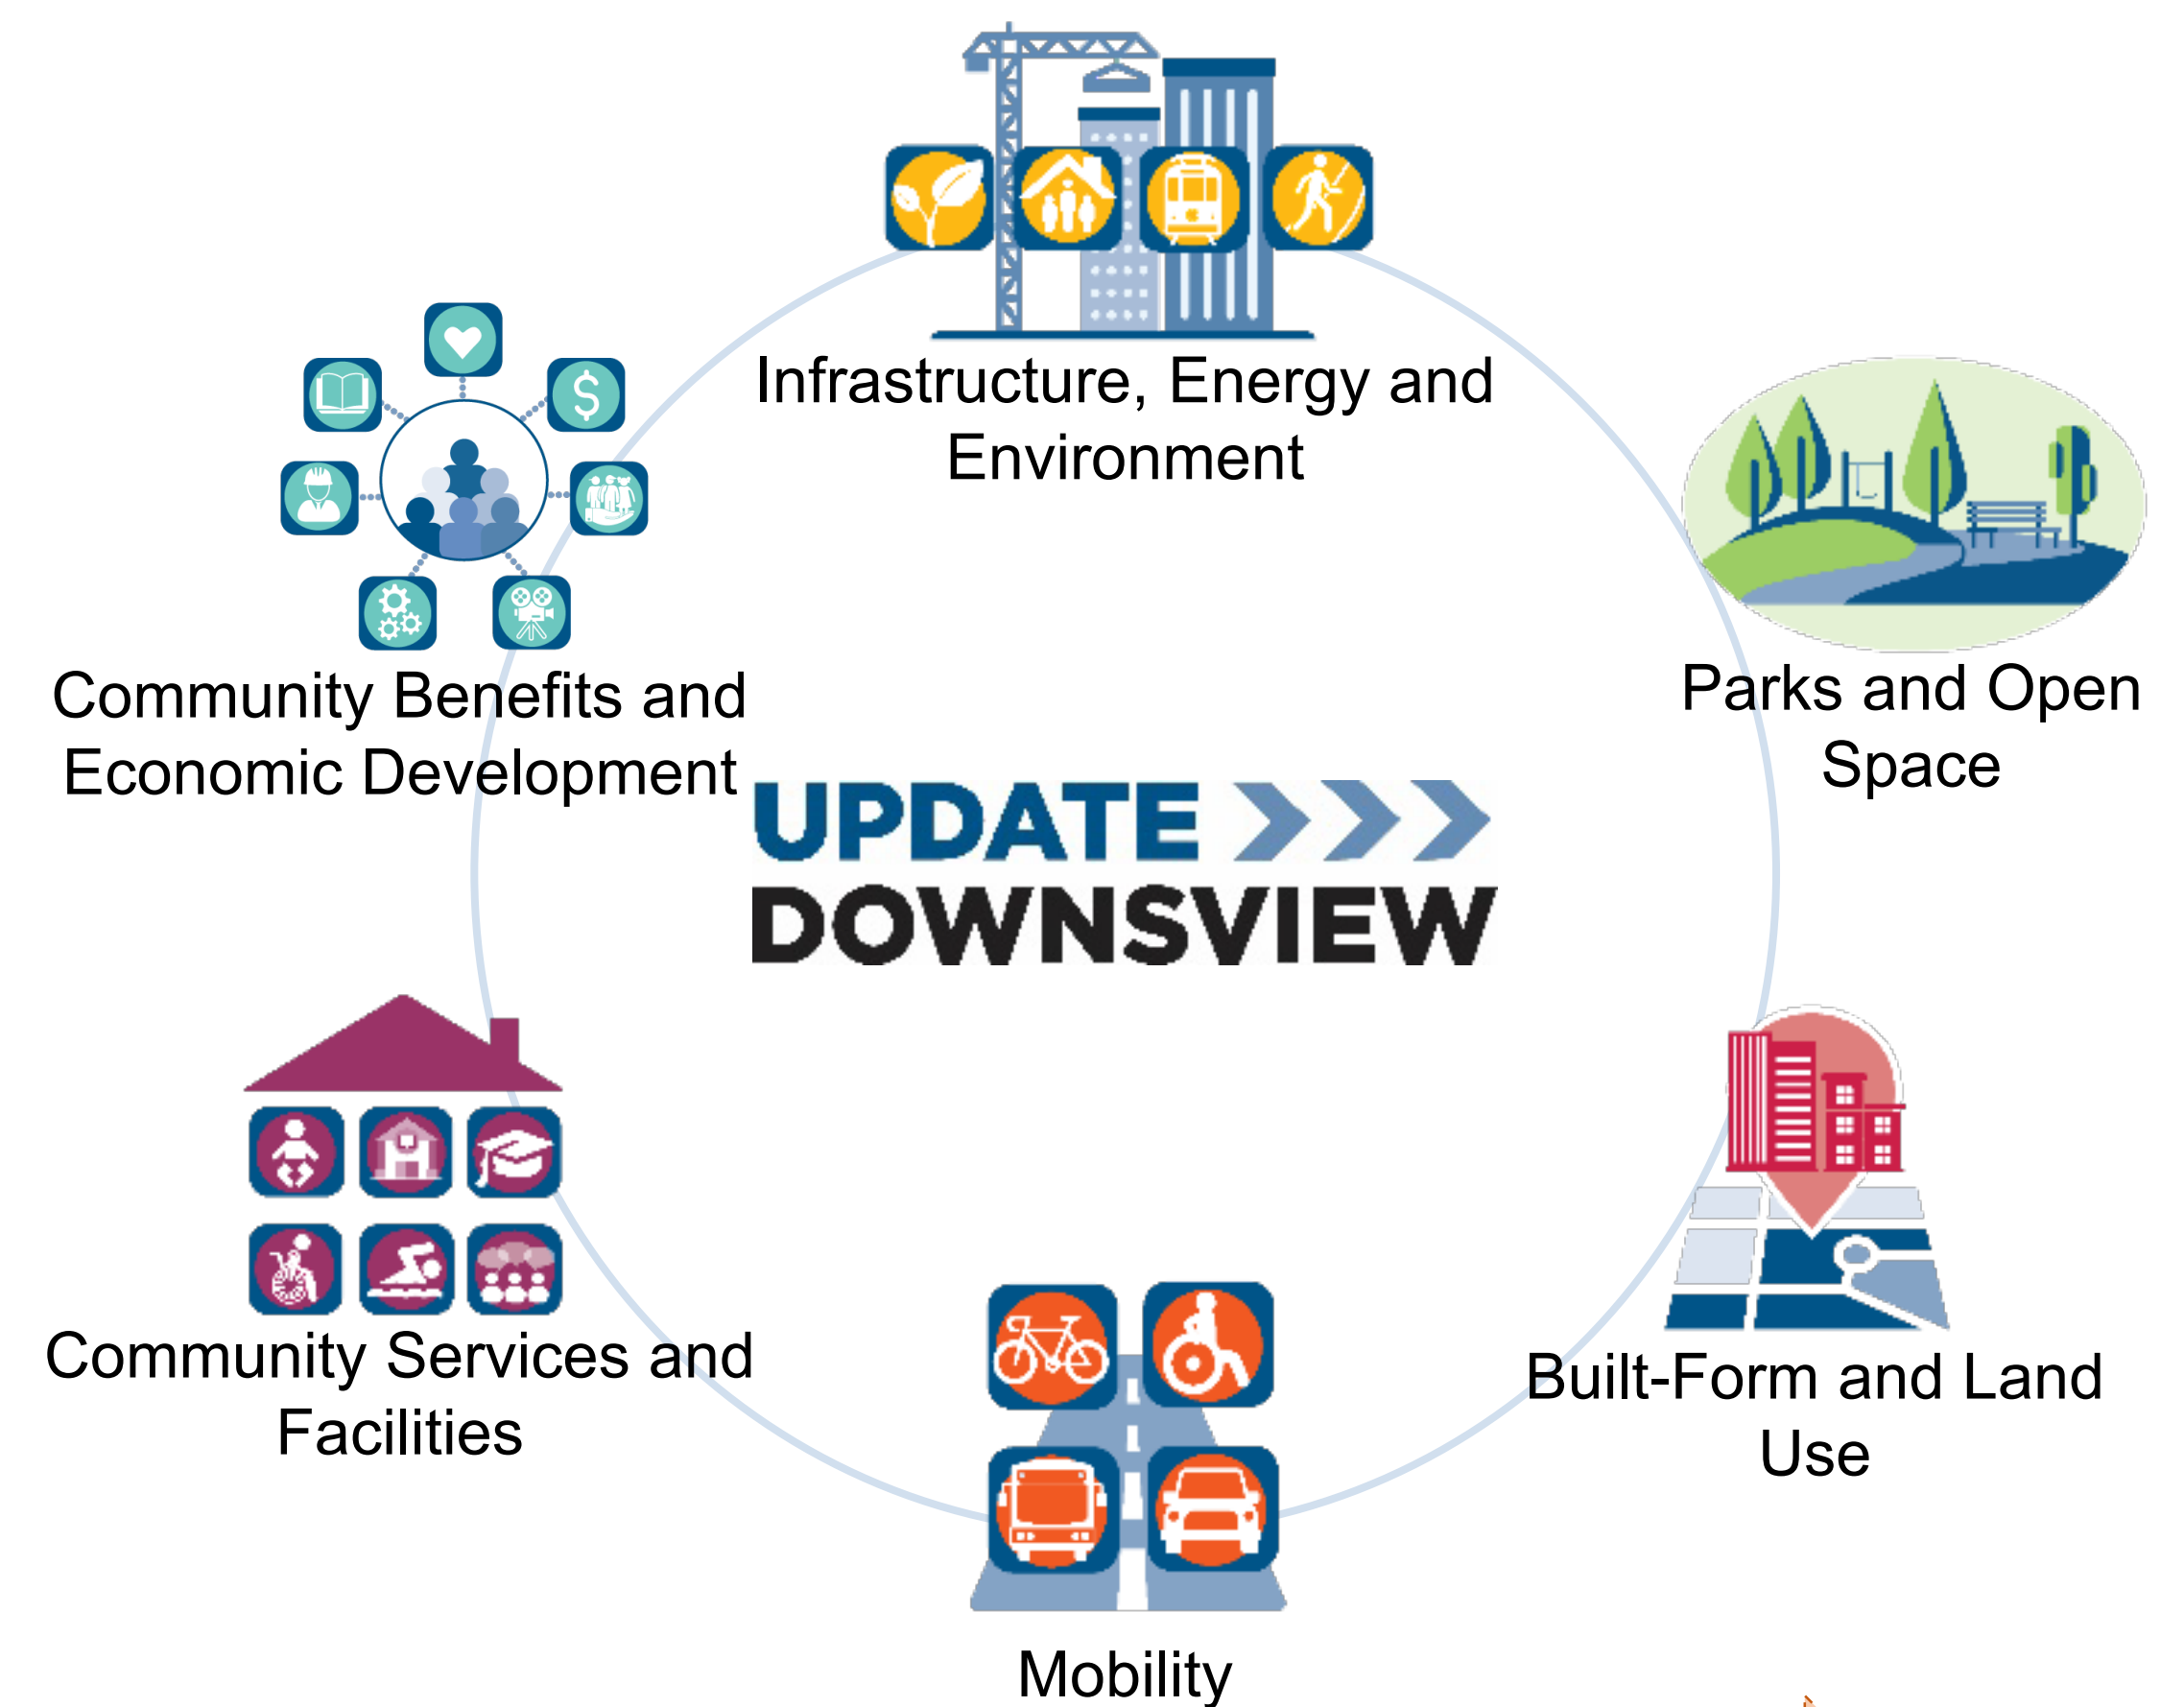 Infrastructure, Energy and
Environment
Parks and Open
Space
Community Benefits and
Economic Development
UPDATE
DOWNSVIEW
Community Services and
Facilities
Built-Form and Land
Use
Mobility